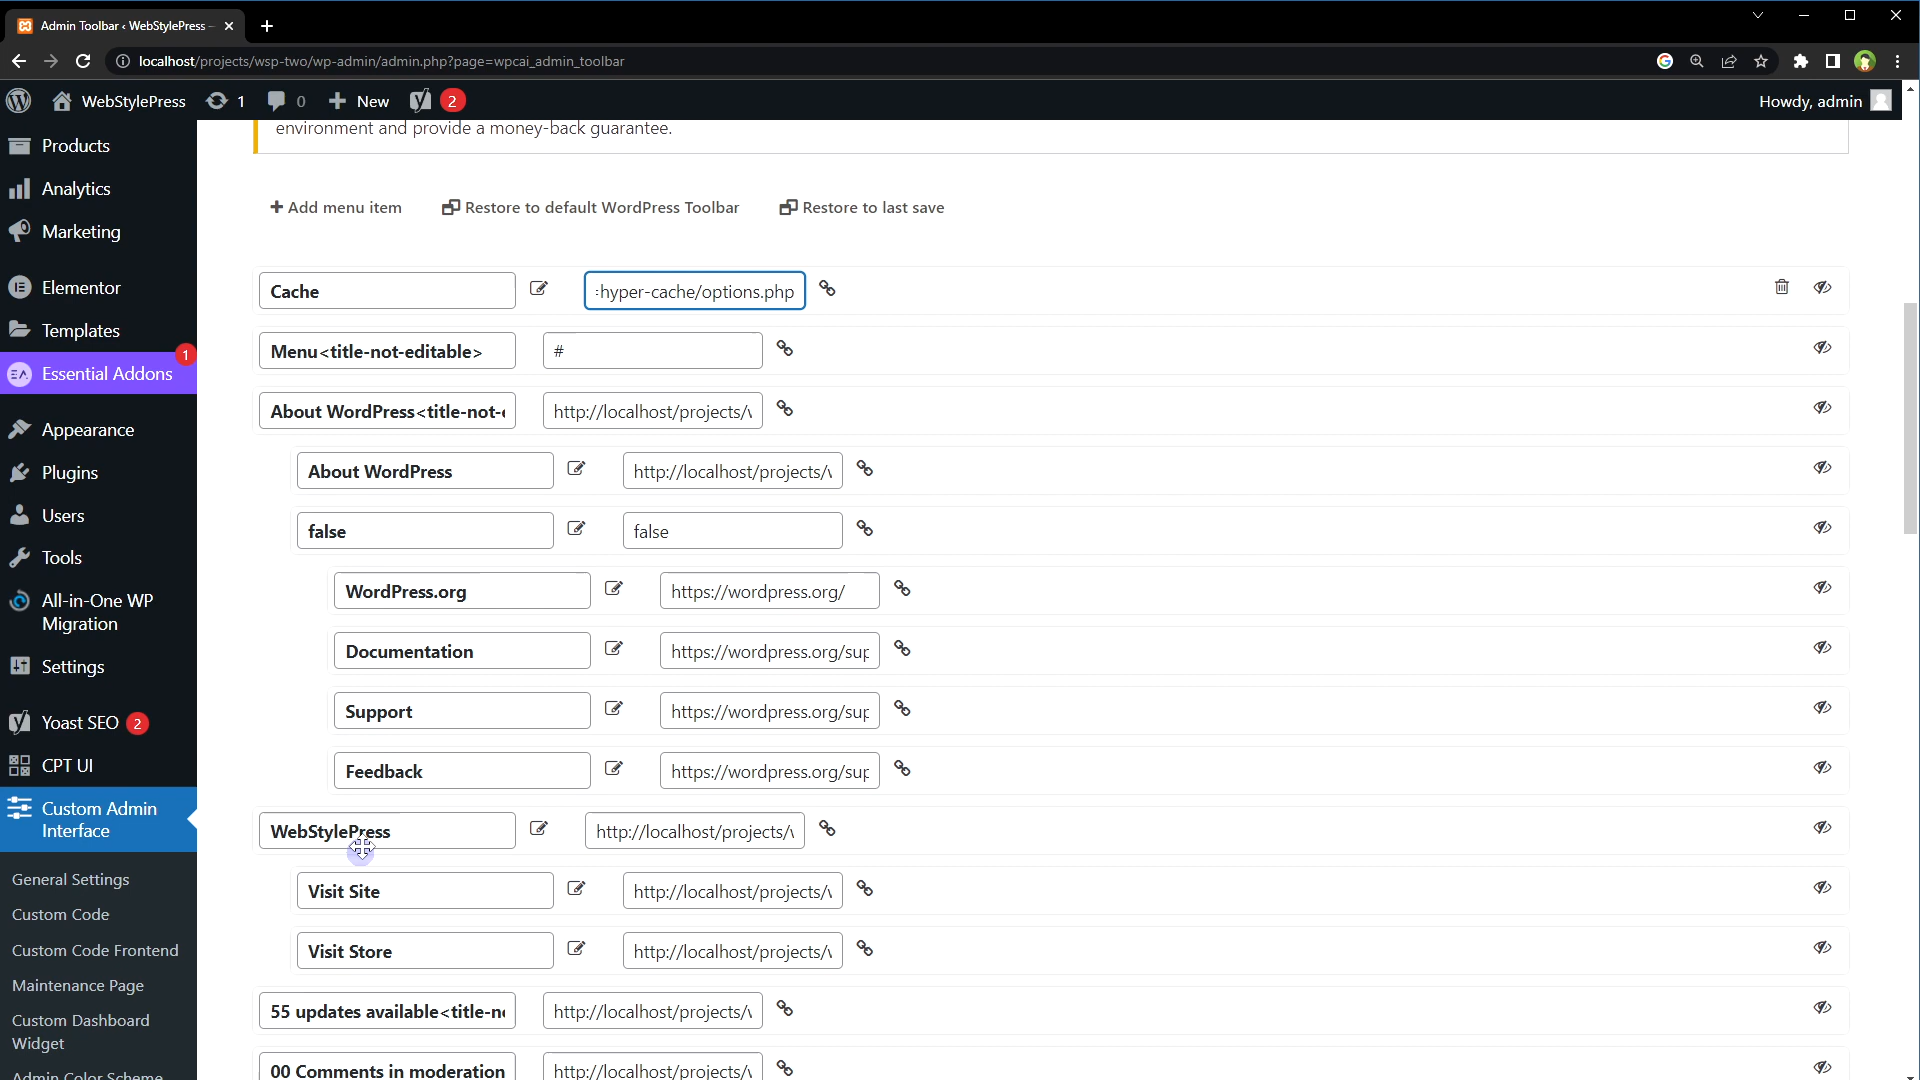 Admin Toolbar ‹ WebStylePress –
localhost/projects/wsp-two/wp-admin/admin.php?page=wpcai_admin_toolbar
WebStylePress 1 0 New 2 Howdy, admin
Products
Analytics
Marketing
Elementor
Templates
1
Essential Addons
Appearance
Plugins
Users
Tools
All-in-One WP
Migration
Settings
Yoast SEO 2
CPT UI
Custom Admin
Interface
General Settings
Custom Code
Custom Code Frontend
Maintenance Page
Custom Dashboard
Widget
Admin Color Scheme
environment and provide a money-back guarantee.
Add menu item Restore to default WordPress Toolbar Restore to last save
Cache :hyper-cache/options.php
Menu<title-not-editable> #
About WordPress<title-not- http://localhost/projects/
About WordPress http://localhost/projects/
false false
WordPress.org https://wordpress.org/
Documentation https://wordpress.org/sup
Support https://wordpress.org/sup
Feedback https://wordpress.org/sup
WebStylePress http://localhost/projects/
Visit Site http://localhost/projects/
Visit Store http://localhost/projects/
55 updates available<title-n http://localhost/projects/
00 Comments in moderation http://localhost/projects/